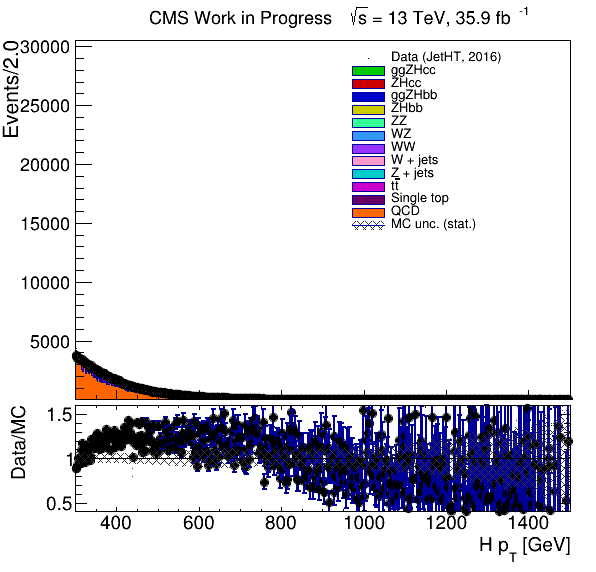 CMS Work in Progress √s = 13 TeV, 35.9 fb -1
Events/2.0
30000
25000
20000
15000
10000
5000
Data (JetHT, 2016)
ggZHcc
ZHcc
ggZHbb
ZHbb
ZZ
WZ
WW
W + jets
Z + jets
tt̄
Single top
QCD
MC unc. (stat.)
Data/MC
1.5
1
0.5
400 600 800 1000 1200 1400
H pT [GeV]